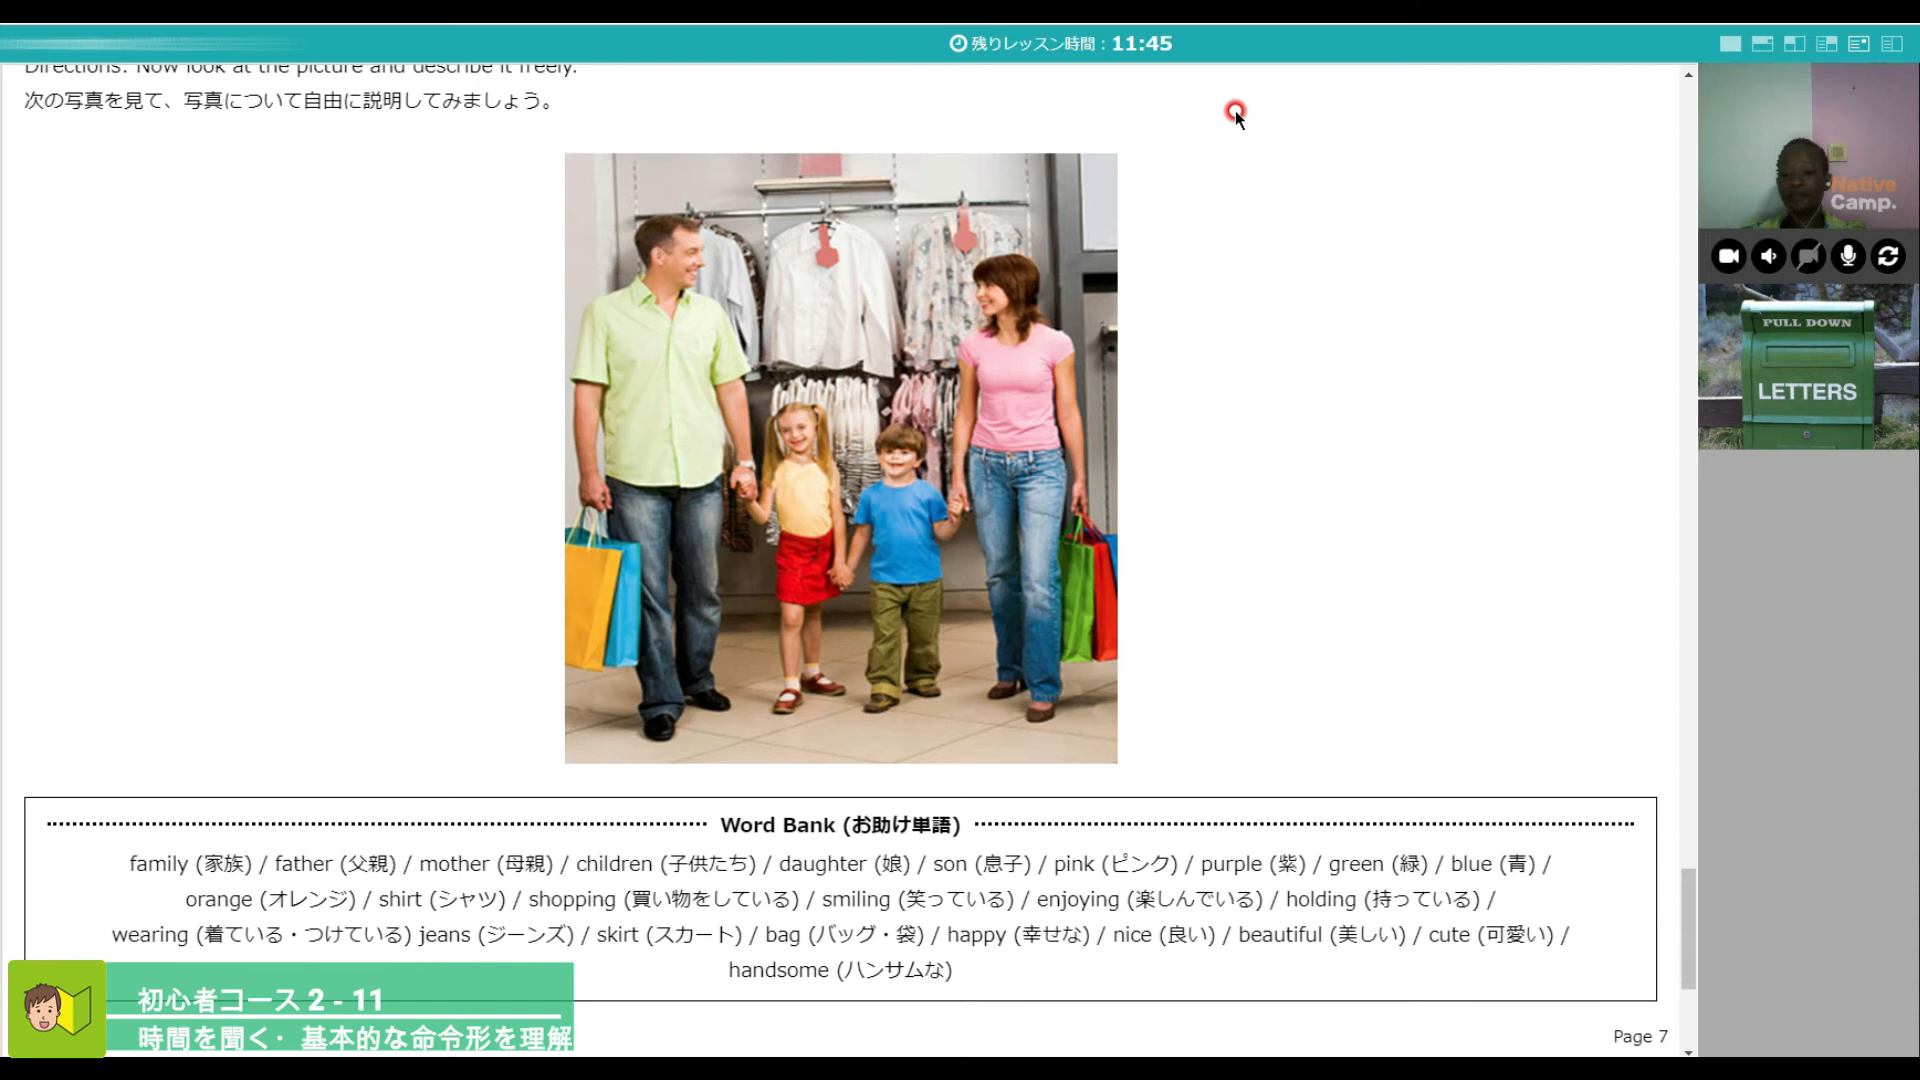 残りレッスン時間 : 11:45
Directions: Now look at the picture and describe it freely.
次の写真を見て、写真について自由に説明してみましょう。
Native
Camp.
PULL DOWN
LETTERS
Word Bank (お助け単語)
family (家族) / father (父親) / mother (母親) / children (子供たち) / daughter (娘) / son (息子) / pink (ピンク) / purple (紫) / green (緑) / blue (青) /
orange (オレンジ) / shirt (シャツ) / shopping (買い物をしている) / smiling (笑っている) / enjoying (楽しんでいる) / holding (持っている) /
wearing (着ている・つけている) jeans (ジーンズ) / skirt (スカート) / bag (バッグ・袋) / happy (幸せな) / nice (良い) / beautiful (美しい) / cute (可愛い) /
handsome (ハンサムな)
初心者コース 2 - 11
時間を聞く・ 基本的な命令形を理解
Page 7